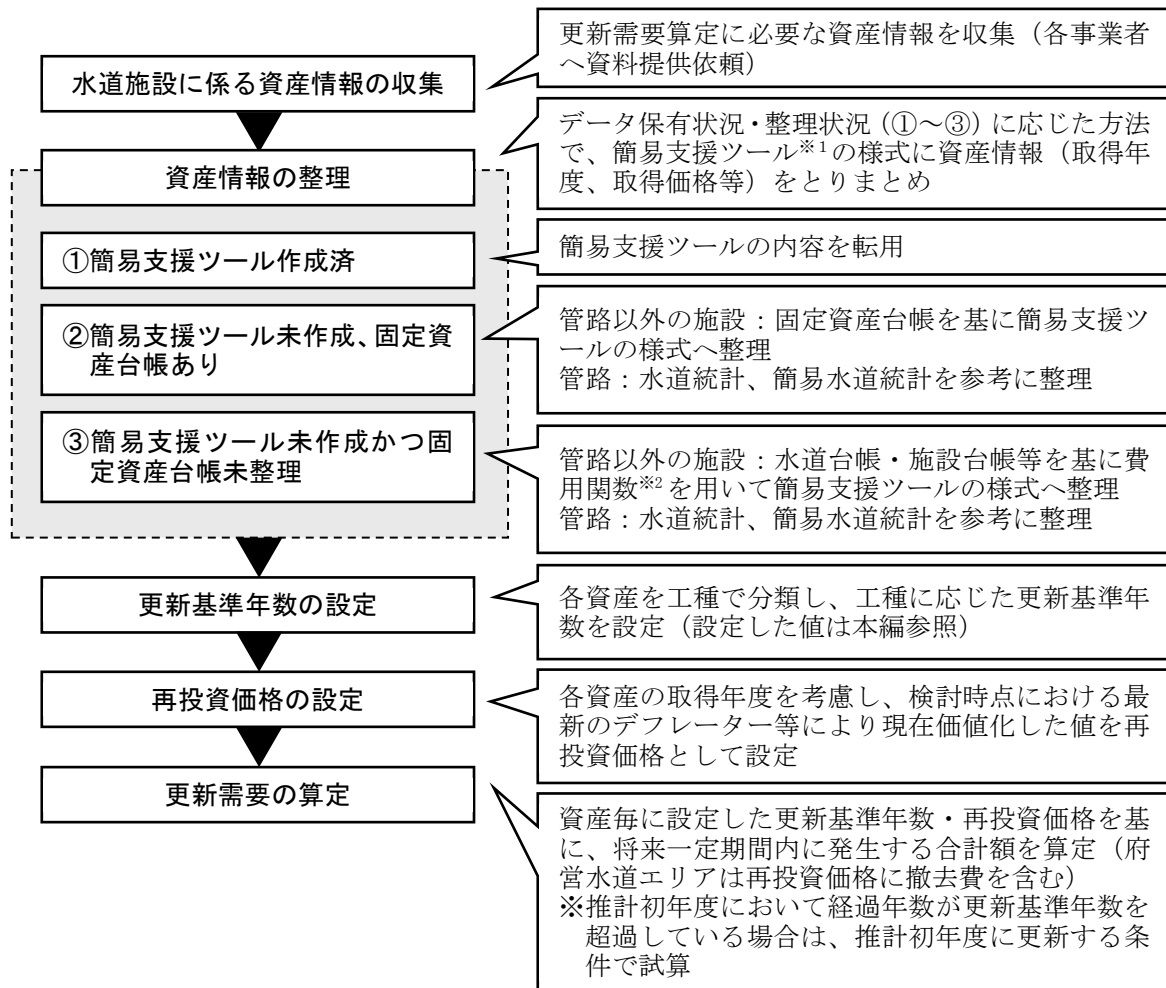 水道施設に係る資産情報の収集
更新需要算定に必要な資産情報を収集（各事業者
へ資料提供依頼）
資産情報の整理
データ保有状況・整理状況（①～③）に応じた方法
で、簡易支援ツール※1の様式に資産情報（取得年
度、取得価格等）をとりまとめ
①簡易支援ツール作成済
簡易支援ツールの内容を転用
②簡易支援ツール未作成、固定資
産台帳あり
管路以外の施設：固定資産台帳を基に簡易支援ツ
ールの様式へ整理
管路：水道統計、簡易水道統計を参考に整理
③簡易支援ツール未作成かつ固
定資産台帳未整理
管路以外の施設：水道台帳・施設台帳等を基に費
用関数※2を用いて簡易支援ツールの様式へ整理
管路：水道統計、簡易水道統計を参考に整理
更新基準年数の設定
各資産を工種で分類し、工種に応じた更新基準年
数を設定（設定した値は本編参照）
再投資価格の設定
各資産の取得年度を考慮し、検討時点における最
新のデフレーター等により現在価値化した値を再
投資価格として設定
更新需要の算定
資産毎に設定した更新基準年数・再投資価格を基
に、将来一定期間内に発生する合計額を算定（府
営水道エリアは再投資価格に撤去費を含む）
※推計初年度において経過年数が更新基準年数を
超過している場合は、推計初年度に更新する条
件で試算